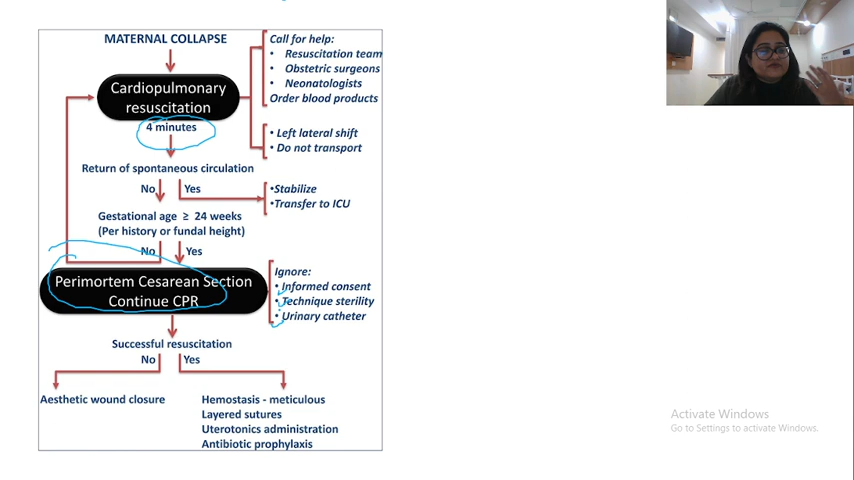 MATERNAL COLLAPSE
Call for help:
• Resuscitation team
• Obstetric surgeons
• Neonatologists
Order blood products
Cardiopulmonary
resuscitation
4 minutes
• Left lateral shift
• Do not transport
Return of spontaneous circulation
No Yes
•Stabilize
•Transfer to ICU
Gestational age ≥ 24 weeks
(Per history or fundal height)
No Yes
Perimortem Cesarean Section
Continue CPR
Ignore:
• Informed consent
• Technique sterility
• Urinary catheter
Successful resuscitation
No Yes
Aesthetic wound closure
Hemostasis - meticulous
Layered sutures
Uterotonics administration
Antibiotic prophylaxis
Activate Windows
Go to Settings to activate Windows.